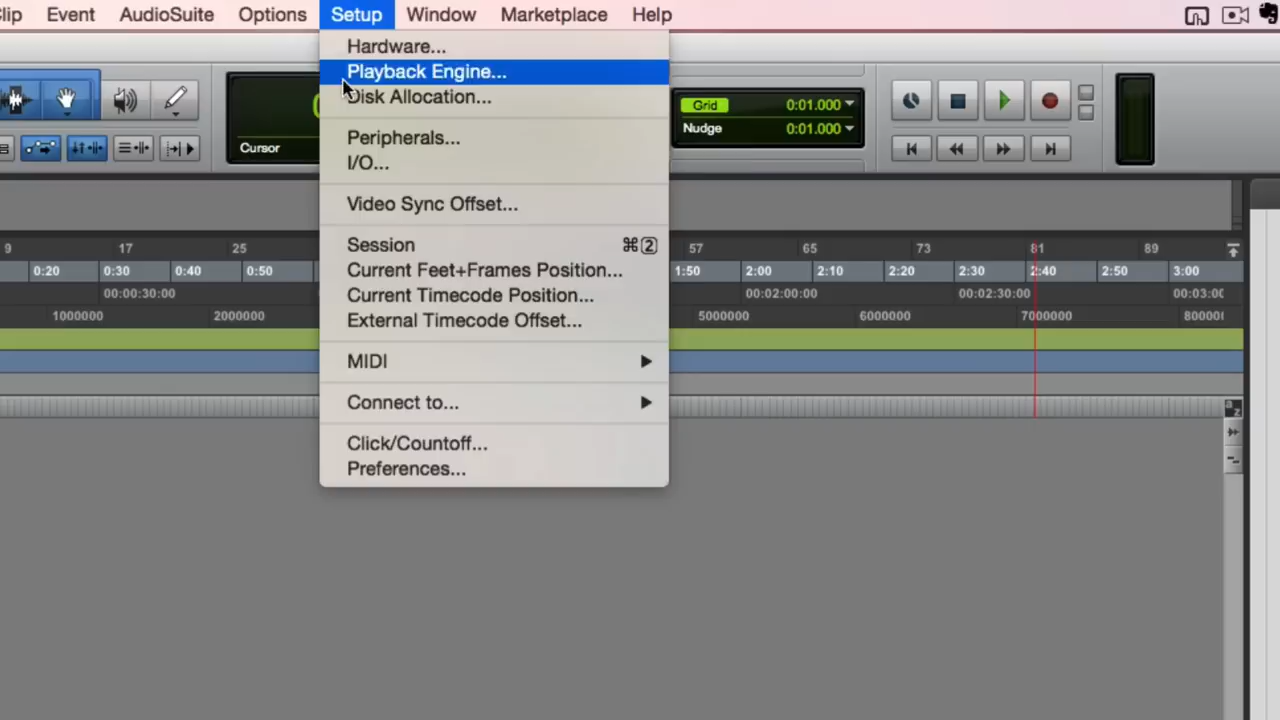 Clip Event AudioSuite Options Setup Window Marketplace Help
Hardware...
Playback Engine...
Disk Allocation...
Peripherals...
I/O...
Video Sync Offset...
Session ⌘2
Current Feet+Frames Position...
Current Timecode Position...
External Timecode Offset...
MIDI
Connect to...
Click/Countoff...
Preferences...
Cursor
Grid 0:01.000
Nudge 0:01.000
9 17 25 57 65 73 81 89
0:20 0:30 0:40 0:50 1:50 2:00 2:10 2:20 2:30 2:40 2:50 3:00
00:00:30:00 00:02:00:00 00:02:30:00 00:03:00
1000000 2000000 5000000 6000000 7000000 800000
a z